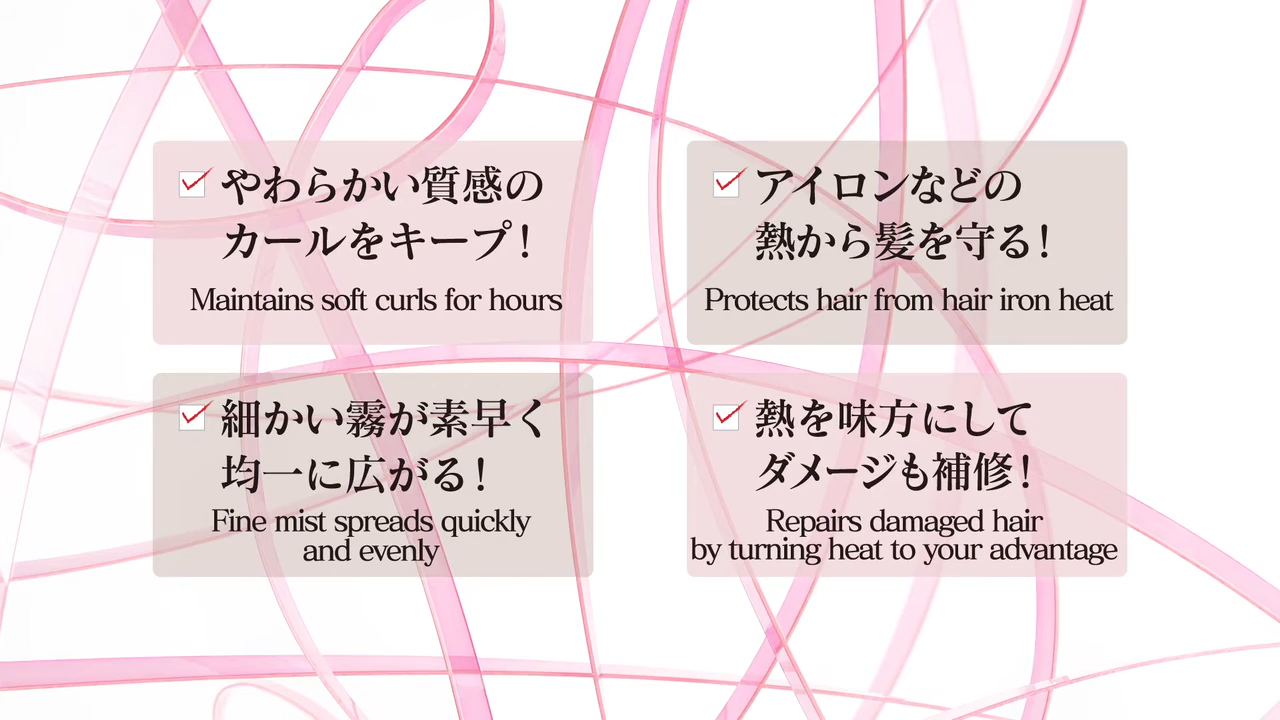 やわらかい質感の
カールをキープ！
Maintains soft curls for hours
アイロンなどの
熱から髪を守る！
Protects hair from hair iron heat
細かい霧が素早く
均一に広がる！
Fine mist spreads quickly
and evenly
熱を味方にして
ダメージも補修！
Repairs damaged hair
by turning heat to your advantage